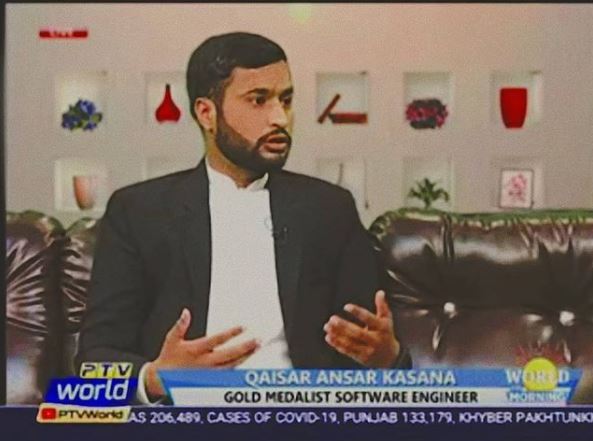 LIVE
QAISAR ANSAR KASANA
GOLD MEDALIST SOFTWARE ENGINEER
PTV
world
WORLD
MORNING
PTVWorld
AS 206,489, CASES OF COVID-19, PUNJAB 133,179, KHYBER PAKHTUNK